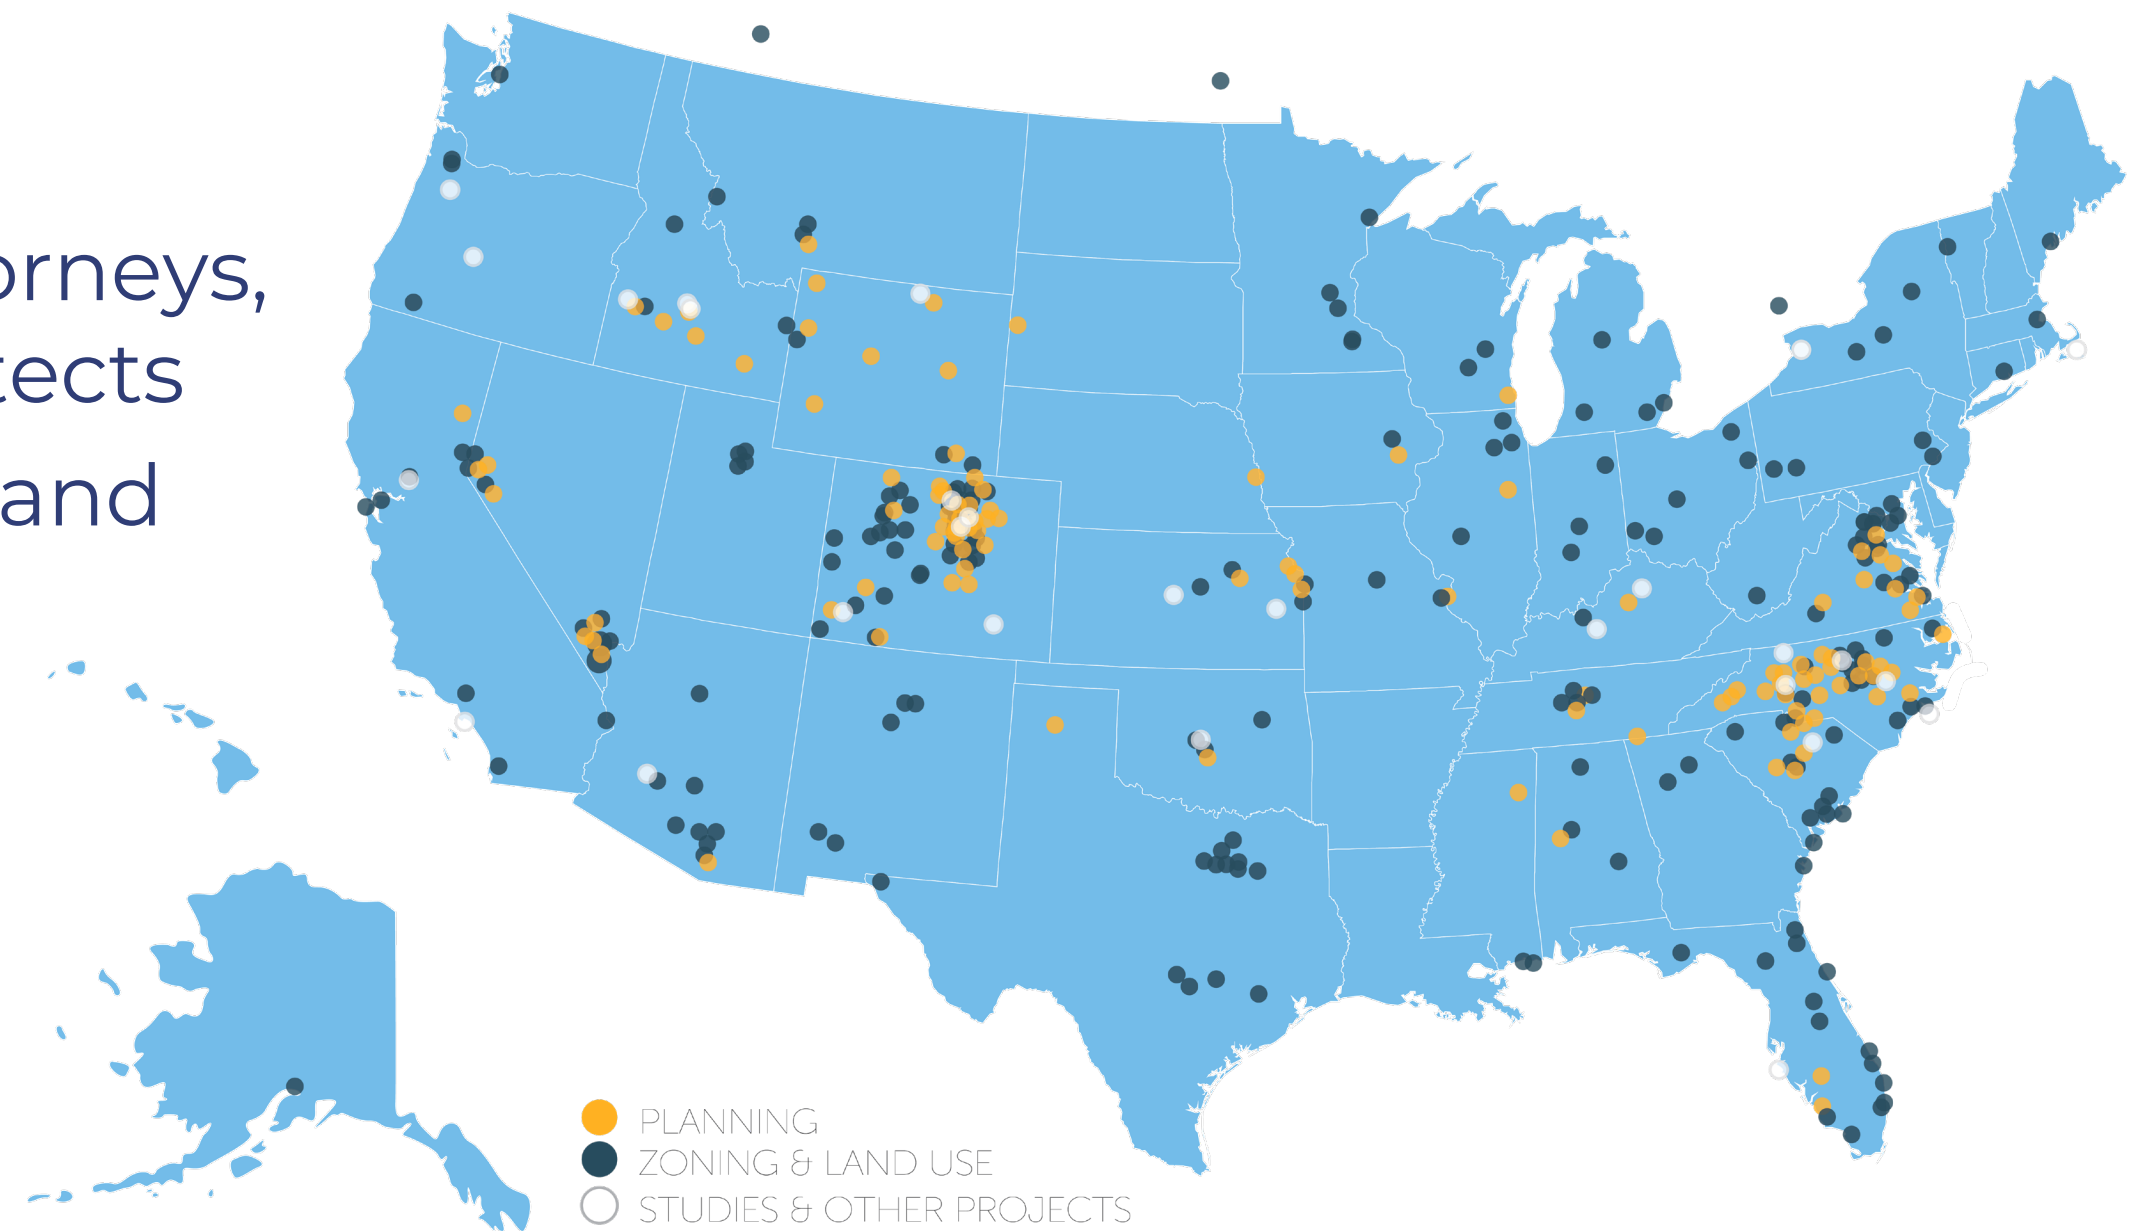 orneys,
tects
and
PLANNING
ZONING & LAND USE
STUDIES & OTHER PROJECTS